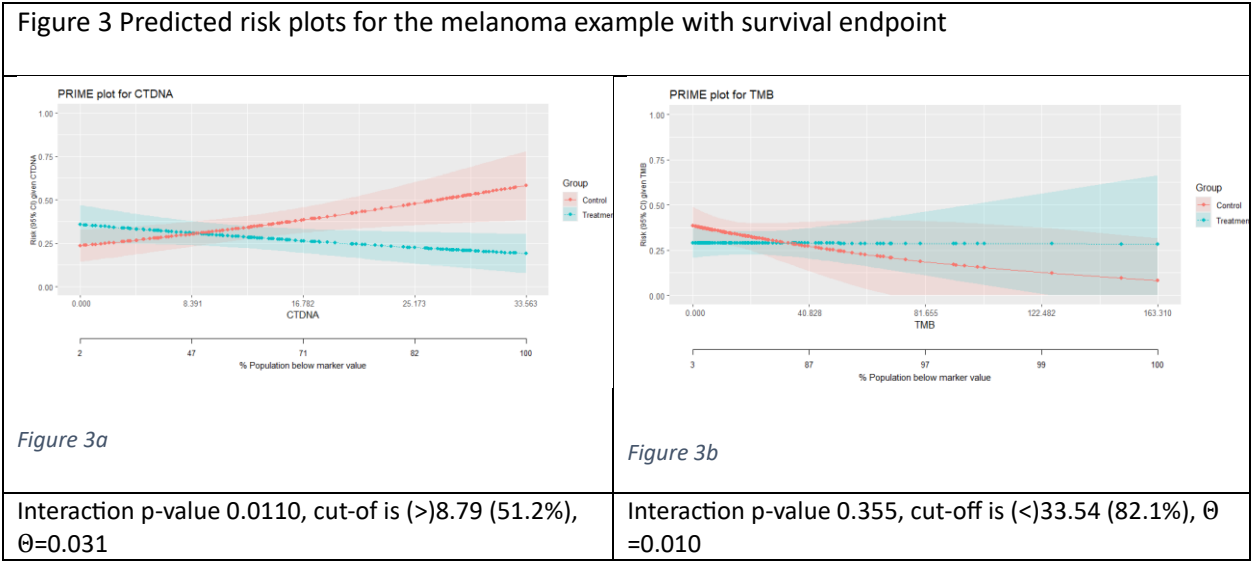 Figure 3 Predicted risk plots for the melanoma example with survival endpoint
PRIME plot for CTDNA
Risk (95% CI) given CTDNA
1.00
0.75
0.50
0.25
0.00
0.000 8.391 16.782 25.173 33.563
CTDNA
2 47 71 82 100
% Population below marker value
Group
Control
Treatmen
Figure 3a
PRIME plot for TMB
Risk (95% CI) given TMB
1.00
0.75
0.50
0.25
0.00
0.000 40.828 81.655 122.482 163.310
TMB
3 87 97 99 100
% Population below marker value
Group
Control
Treatmen
Figure 3b
Interaction p-value 0.0110, cut-of is (>)8.79 (51.2%),
Θ=0.031
Interaction p-value 0.355, cut-off is (<)33.54 (82.1%), Θ
=0.010